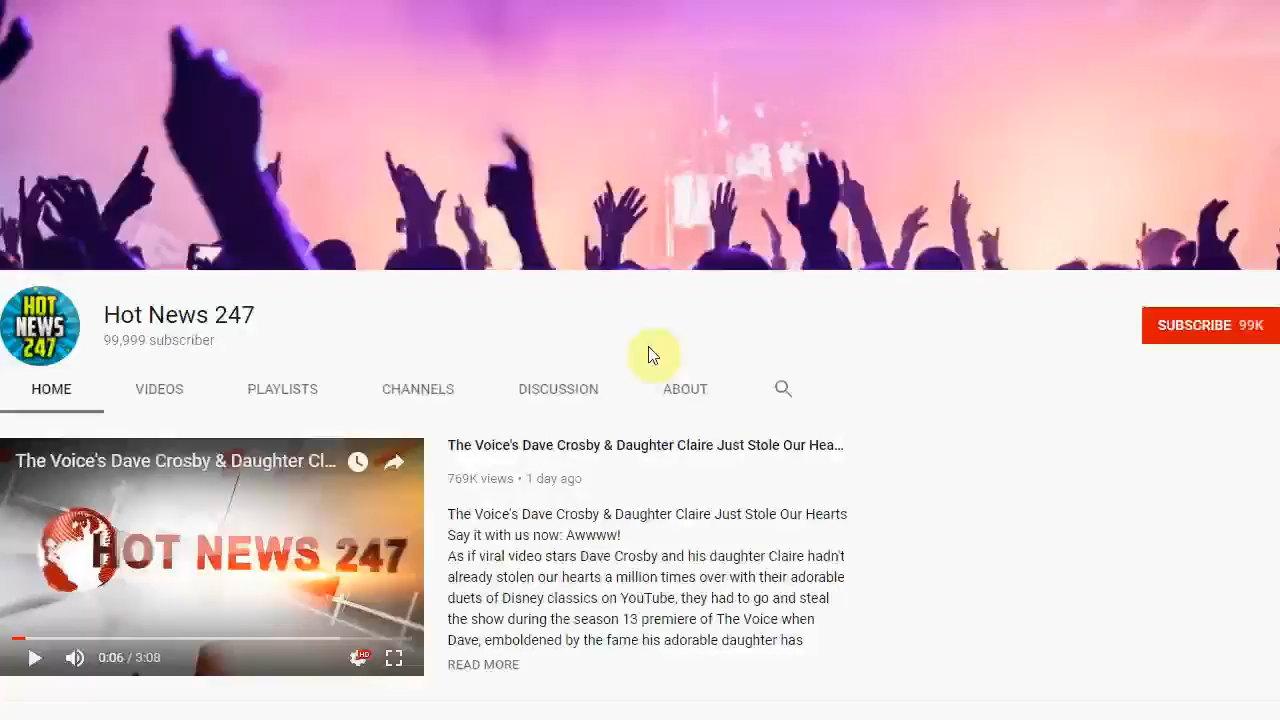 HOT
NEWS
247
Hot News 247
99,999 subscriber
SUBSCRIBE 99K
HOME VIDEOS PLAYLISTS CHANNELS DISCUSSION ABOUT
The Voice's Dave Crosby & Daughter Cl...
HOT NEWS 247
0:06 / 3:08
HD
The Voice's Dave Crosby & Daughter Claire Just Stole Our Hea...
769K views • 1 day ago
The Voice's Dave Crosby & Daughter Claire Just Stole Our Hearts
Say it with us now: Awwww!
As if viral video stars Dave Crosby and his daughter Claire hadn't
already stolen our hearts a million times over with their adorable
duets of Disney classics on YouTube, they had to go and steal
the show during the season 13 premiere of The Voice when
Dave, emboldened by the fame his adorable daughter has
READ MORE